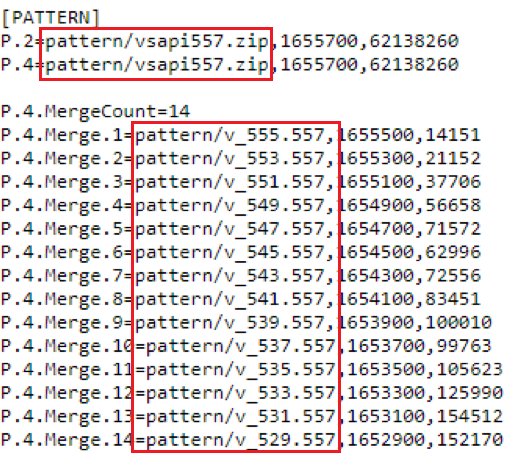 [PATTERN]
P.2=pattern/vsapi557.zip,1655700,62138260
P.4=pattern/vsapi557.zip,1655700,62138260
P.4.MergeCount=14
P.4.Merge.1=pattern/v_555.557,1655500,14151
P.4.Merge.2=pattern/v_553.557,1655300,21152
P.4.Merge.3=pattern/v_551.557,1655100,37706
P.4.Merge.4=pattern/v_549.557,1654900,56658
P.4.Merge.5=pattern/v_547.557,1654700,71572
P.4.Merge.6=pattern/v_545.557,1654500,62996
P.4.Merge.7=pattern/v_543.557,1654300,72556
P.4.Merge.8=pattern/v_541.557,1654100,83451
P.4.Merge.9=pattern/v_539.557,1653900,100010
P.4.Merge.10=pattern/v_537.557,1653700,99763
P.4.Merge.11=pattern/v_535.557,1653500,105623
P.4.Merge.12=pattern/v_533.557,1653300,125990
P.4.Merge.13=pattern/v_531.557,1653100,154512
P.4.Merge.14=pattern/v_529.557,1652900,152170